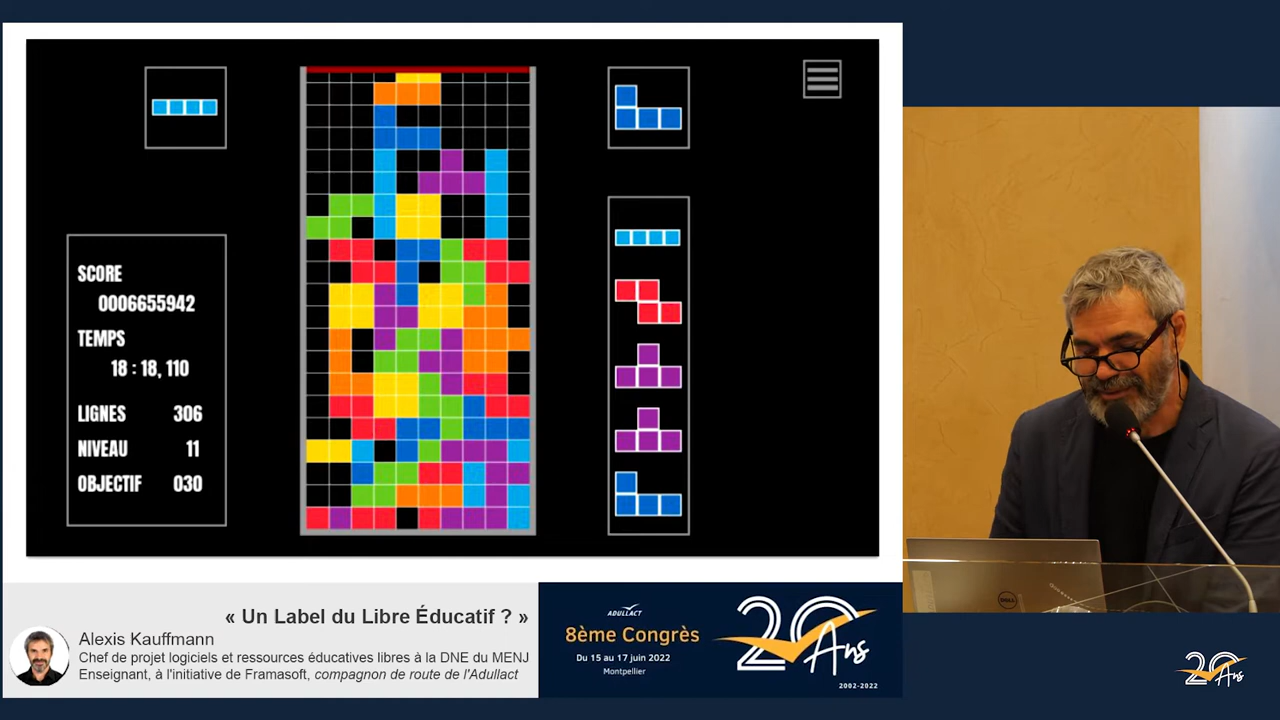 SCORE
0006655942
TEMPS
18 : 18, 110
LIGNES 306
NIVEAU 11
OBJECTIF 030
« Un Label du Libre Éducatif ? »
Alexis Kauffmann
Chef de projet logiciels et ressources éducatives libres à la DNE du MENJ
Enseignant, à l'initiative de Framasoft, compagnon de route de l'Adullact
ADULLACT
8ème Congrès
Du 15 au 17 juin 2022
Montpellier
20 Ans
2002-2022
DELL
20 Ans